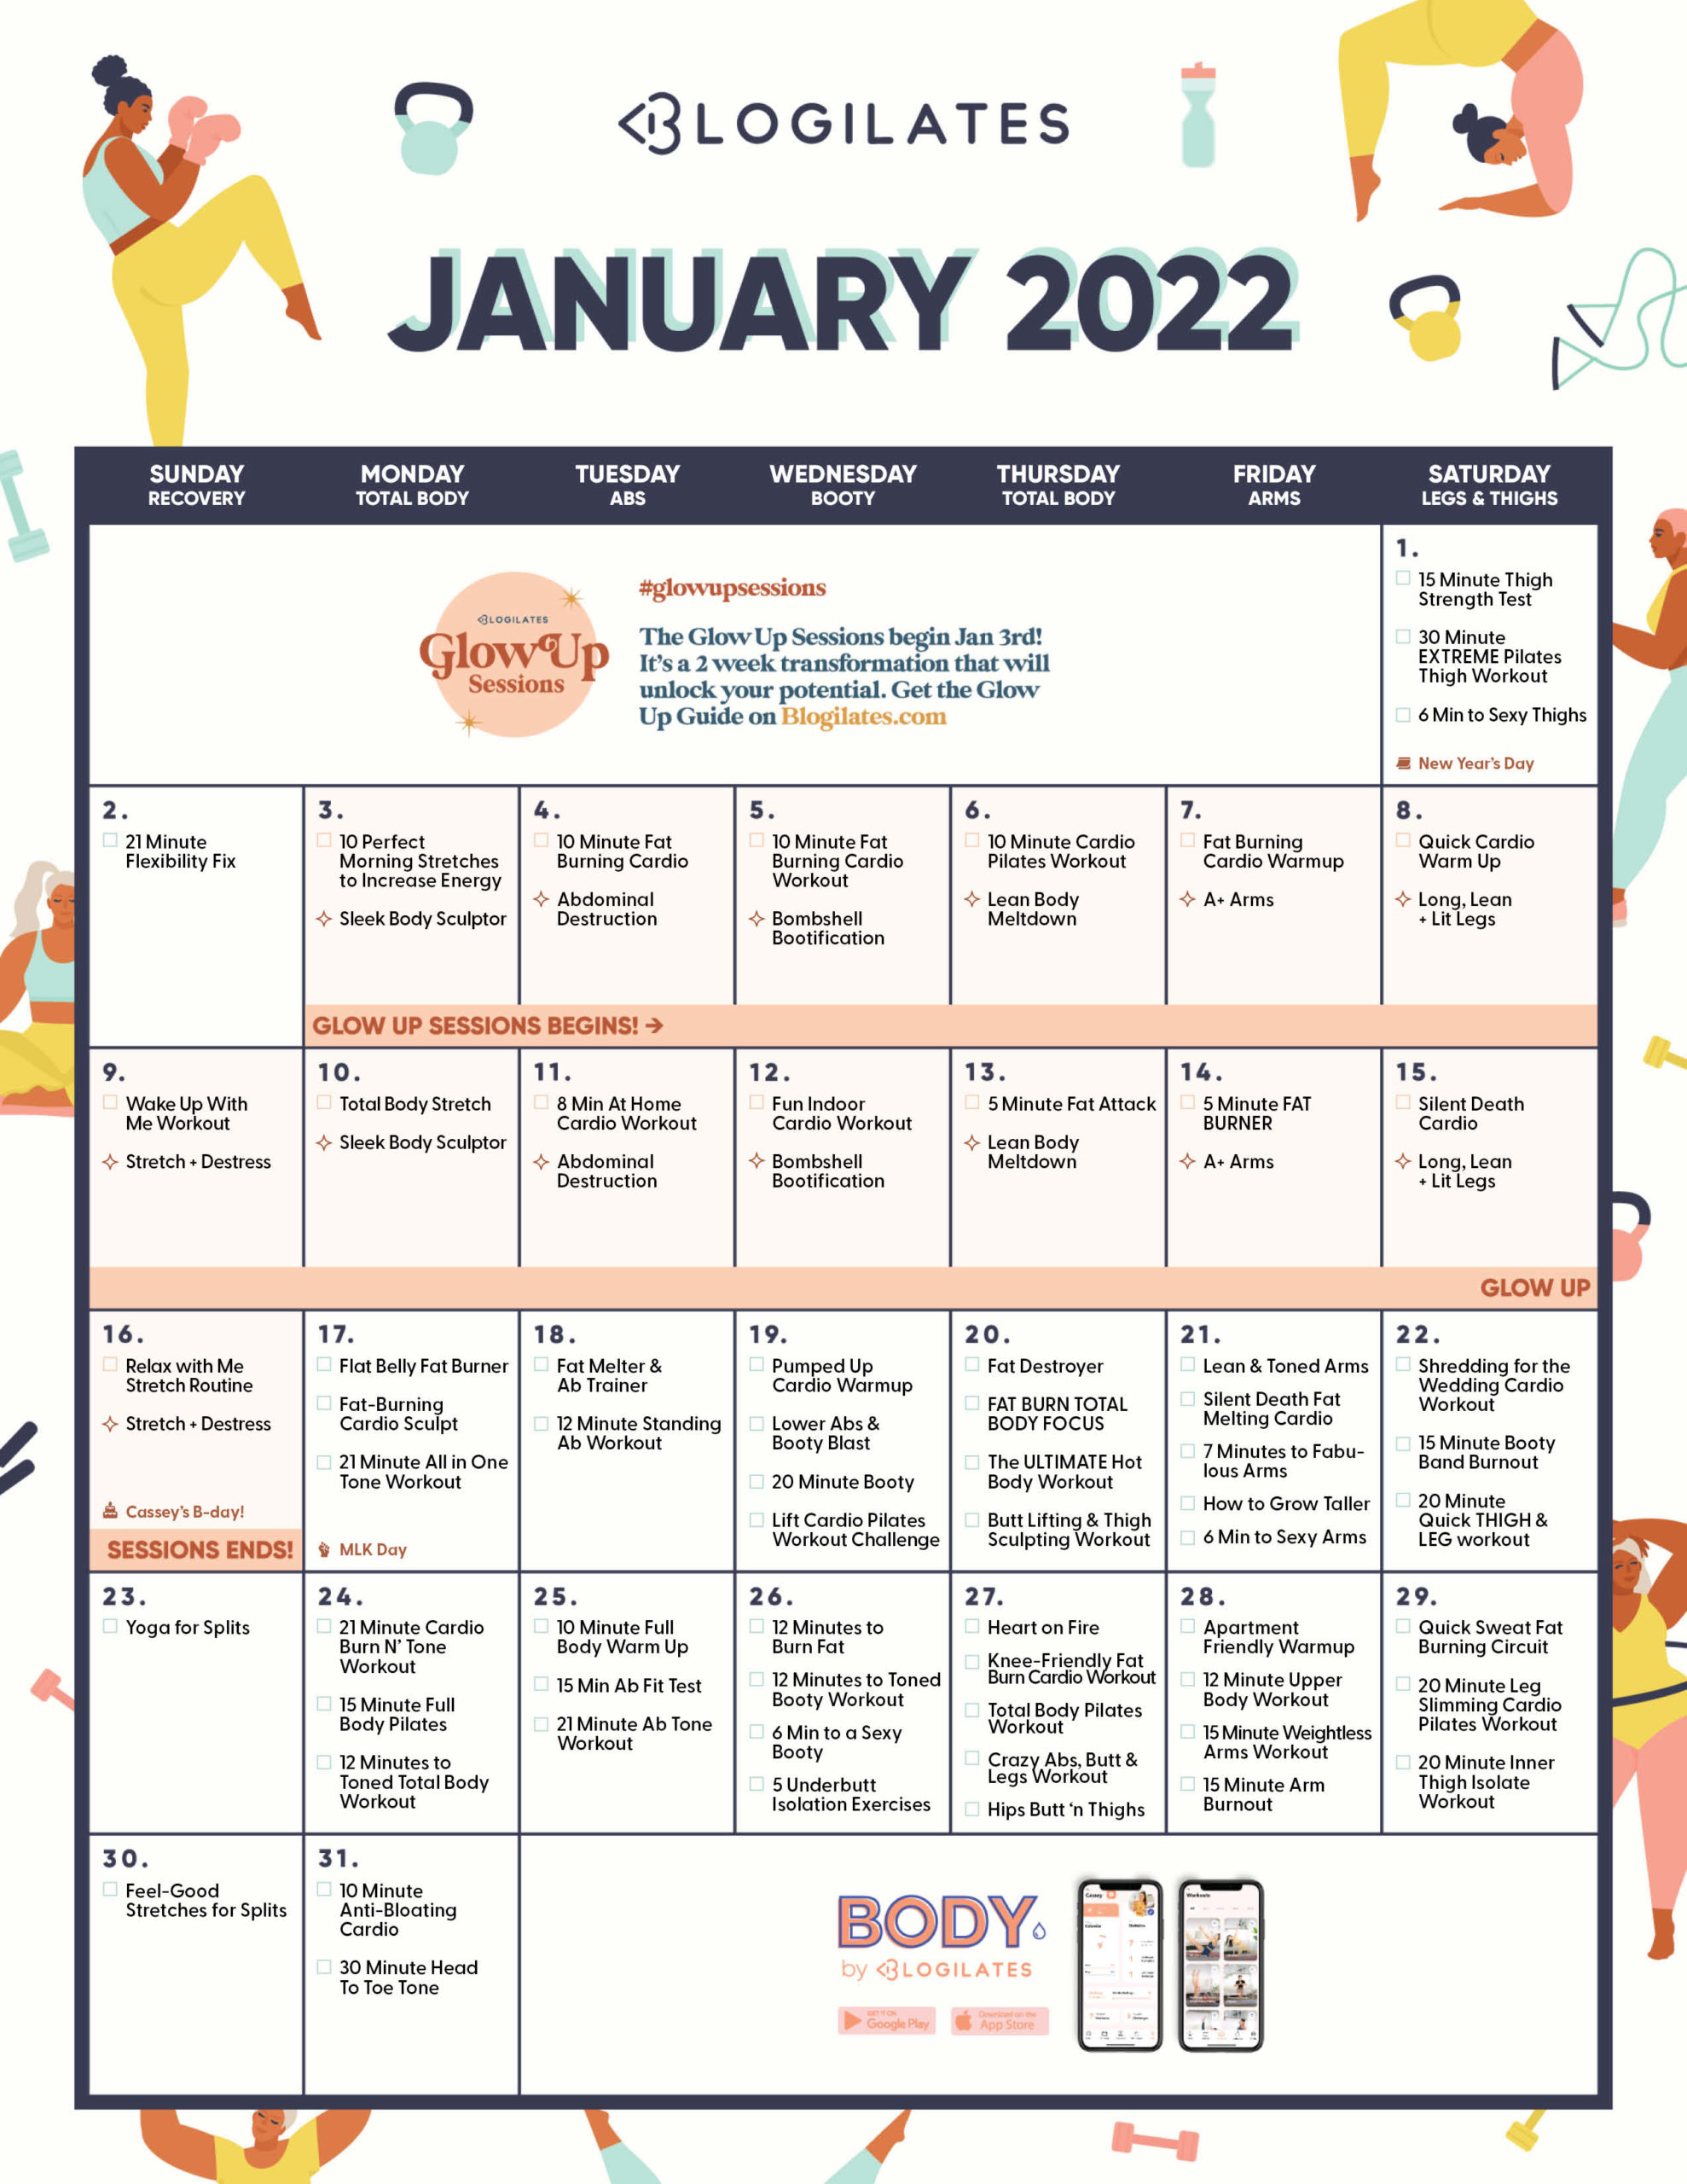 BLOGILATES
JANUARY 2022
SUNDAY
RECOVERY
MONDAY
TOTAL BODY
TUESDAY
ABS
WEDNESDAY
BOOTY
THURSDAY
TOTAL BODY
FRIDAY
ARMS
SATURDAY
LEGS & THIGHS
BLOGILATES
Glow Up
Sessions
#glowupsessions
The Glow Up Sessions begin Jan 3rd!
It's a 2 week transformation that will
unlock your potential. Get the Glow
Up Guide on Blogilates.com
1.
15 Minute Thigh
Strength Test
30 Minute
EXTREME Pilates
Thigh Workout
6 Min to Sexy Thighs
New Year's Day
2.
21 Minute
Flexibility Fix
3.
10 Perfect
Morning Stretches
to Increase Energy
Sleek Body Sculptor
4.
10 Minute Fat
Burning Cardio
Abdominal
Destruction
5.
10 Minute Fat
Burning Cardio
Workout
Bombshell
Bootification
6.
10 Minute Cardio
Pilates Workout
Lean Body
Meltdown
7.
Fat Burning
Cardio Warmup
A+ Arms
8.
Quick Cardio
Warm Up
Long, Lean
+ Lit Legs
GLOW UP SESSIONS BEGINS! →
9.
Wake Up With
Me Workout
Stretch + Destress
10.
Total Body Stretch
Sleek Body Sculptor
11.
8 Min At Home
Cardio Workout
Abdominal
Destruction
12.
Fun Indoor
Cardio Workout
Bombshell
Bootification
13.
5 Minute Fat Attack
Lean Body
Meltdown
14.
5 Minute FAT
BURNER
A+ Arms
15.
Silent Death
Cardio
Long, Lean
+ Lit Legs
GLOW UP
16.
Relax with Me
Stretch Routine
Stretch + Destress
Cassey's B-day!
SESSIONS ENDS!
17.
Flat Belly Fat Burner
Fat-Burning
Cardio Sculpt
21 Minute All in One
Tone Workout
MLK Day
18.
Fat Melter &
Ab Trainer
12 Minute Standing
Ab Workout
19.
Pumped Up
Cardio Warmup
Lower Abs &
Booty Blast
20 Minute Booty
Lift Cardio Pilates
Workout Challenge
20.
Fat Destroyer
FAT BURN TOTAL
BODY FOCUS
The ULTIMATE Hot
Body Workout
Butt Lifting & Thigh
Sculpting Workout
21.
Lean & Toned Arms
Silent Death Fat
Melting Cardio
7 Minutes to Fabu-
lous Arms
How to Grow Taller
6 Min to Sexy Arms
22.
Shredding for the
Wedding Cardio
Workout
15 Minute Booty
Band Burnout
20 Minute
Quick THIGH &
LEG workout
23.
Yoga for Splits
24.
21 Minute Cardio
Burn N' Tone
Workout
15 Minute Full
Body Pilates
12 Minutes to
Toned Total Body
Workout
25.
10 Minute Full
Body Warm Up
15 Min Ab Fit Test
21 Minute Ab Tone
Workout
26.
12 Minutes to
Burn Fat
12 Minutes to Toned
Booty Workout
6 Min to a Sexy
Booty
5 Underbutt
Isolation Exercises
27.
Heart on Fire
Knee-Friendly Fat
Burn Cardio Workout
Total Body Pilates
Workout
Crazy Abs, Butt &
Legs Workout
Hips Butt 'n Thighs
28.
Apartment
Friendly Warmup
12 Minute Upper
Body Workout
15 Minute Weightless
Arms Workout
15 Minute Arm
Burnout
29.
Quick Sweat Fat
Burning Circuit
20 Minute Leg
Slimming Cardio
Pilates Workout
20 Minute Inner
Thigh Isolate
Workout
30.
Feel-Good
Stretches for Splits
31.
10 Minute
Anti-Bloating
Cardio
30 Minute Head
To Toe Tone
BODY
by BLOGILATES
GET IT ON
Google Play
Download on the
App Store
Cassey
Workouts